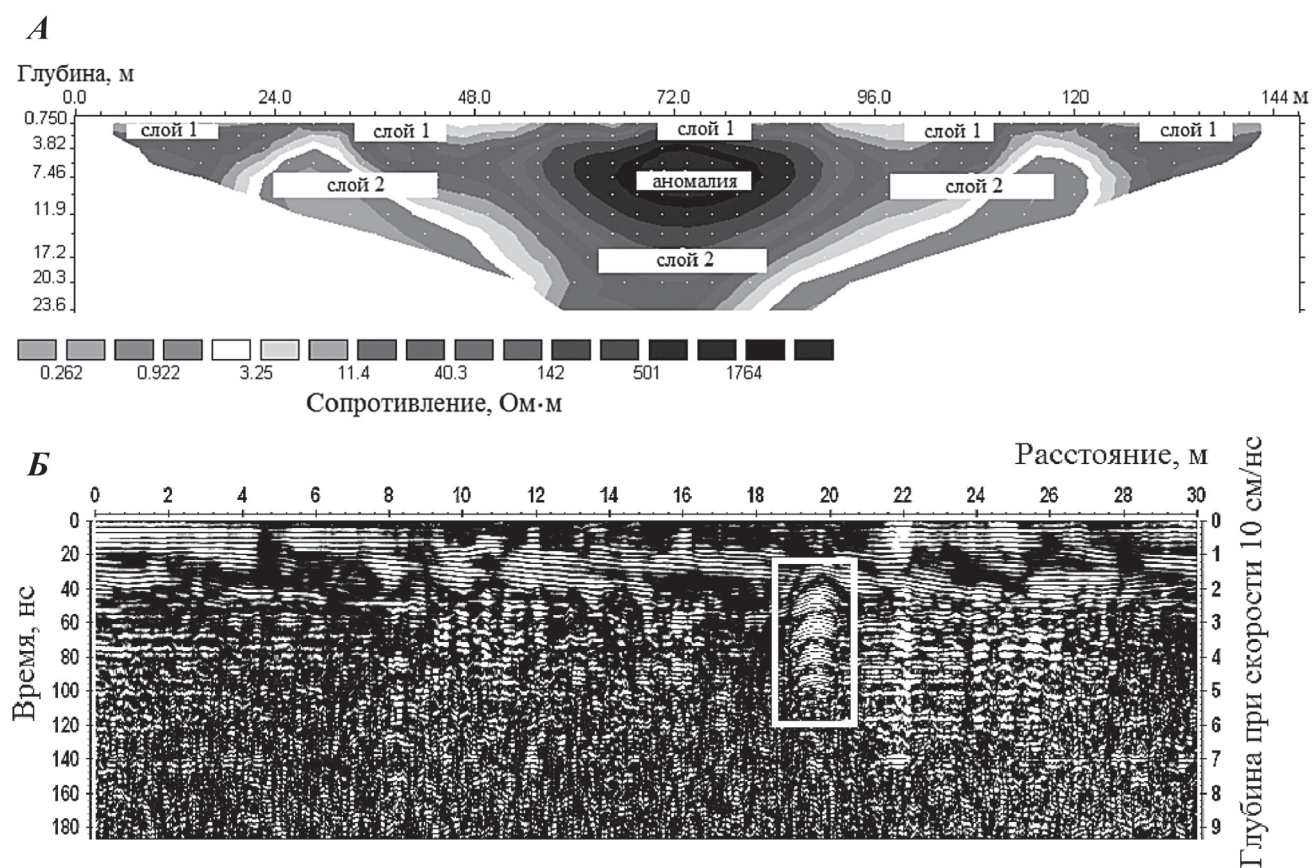 А
Глубина, м
0.0 24.0 48.0 72.0 96.0 120 144 м
0.750
3.82
7.46
11.9
17.2
20.3
23.6
слой 1 слой 1 слой 1 слой 1 слой 1
слой 2 аномалия слой 2
слой 2
0.262 0.922 3.25 11.4 40.3 142 501 1764
Сопротивление, Ом·м
Б
Расстояние, м
0 2 4 6 8 10 12 14 16 18 20 22 24 26 28 30
Время, нс
0
20
40
60
80
100
120
140
160
180
0
1
2
3
4
5
6
7
8
9
Глубина при скорости 10 см/нс